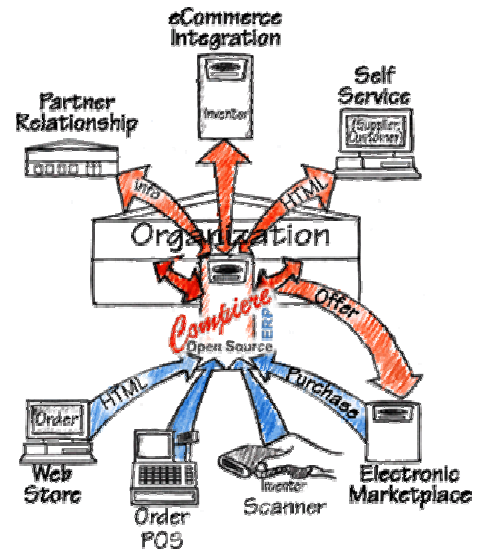 eCommerce
Integration
Inventer
Self
Service
Supplier
Customer
Partner
Relationship
Info
HTML
Organization
Offer
Compiere
ERP
Open Source
HTML
Purchase
Order
Web
Store
Order
POS
Inventer
Scanner
Electronic
Marketplace